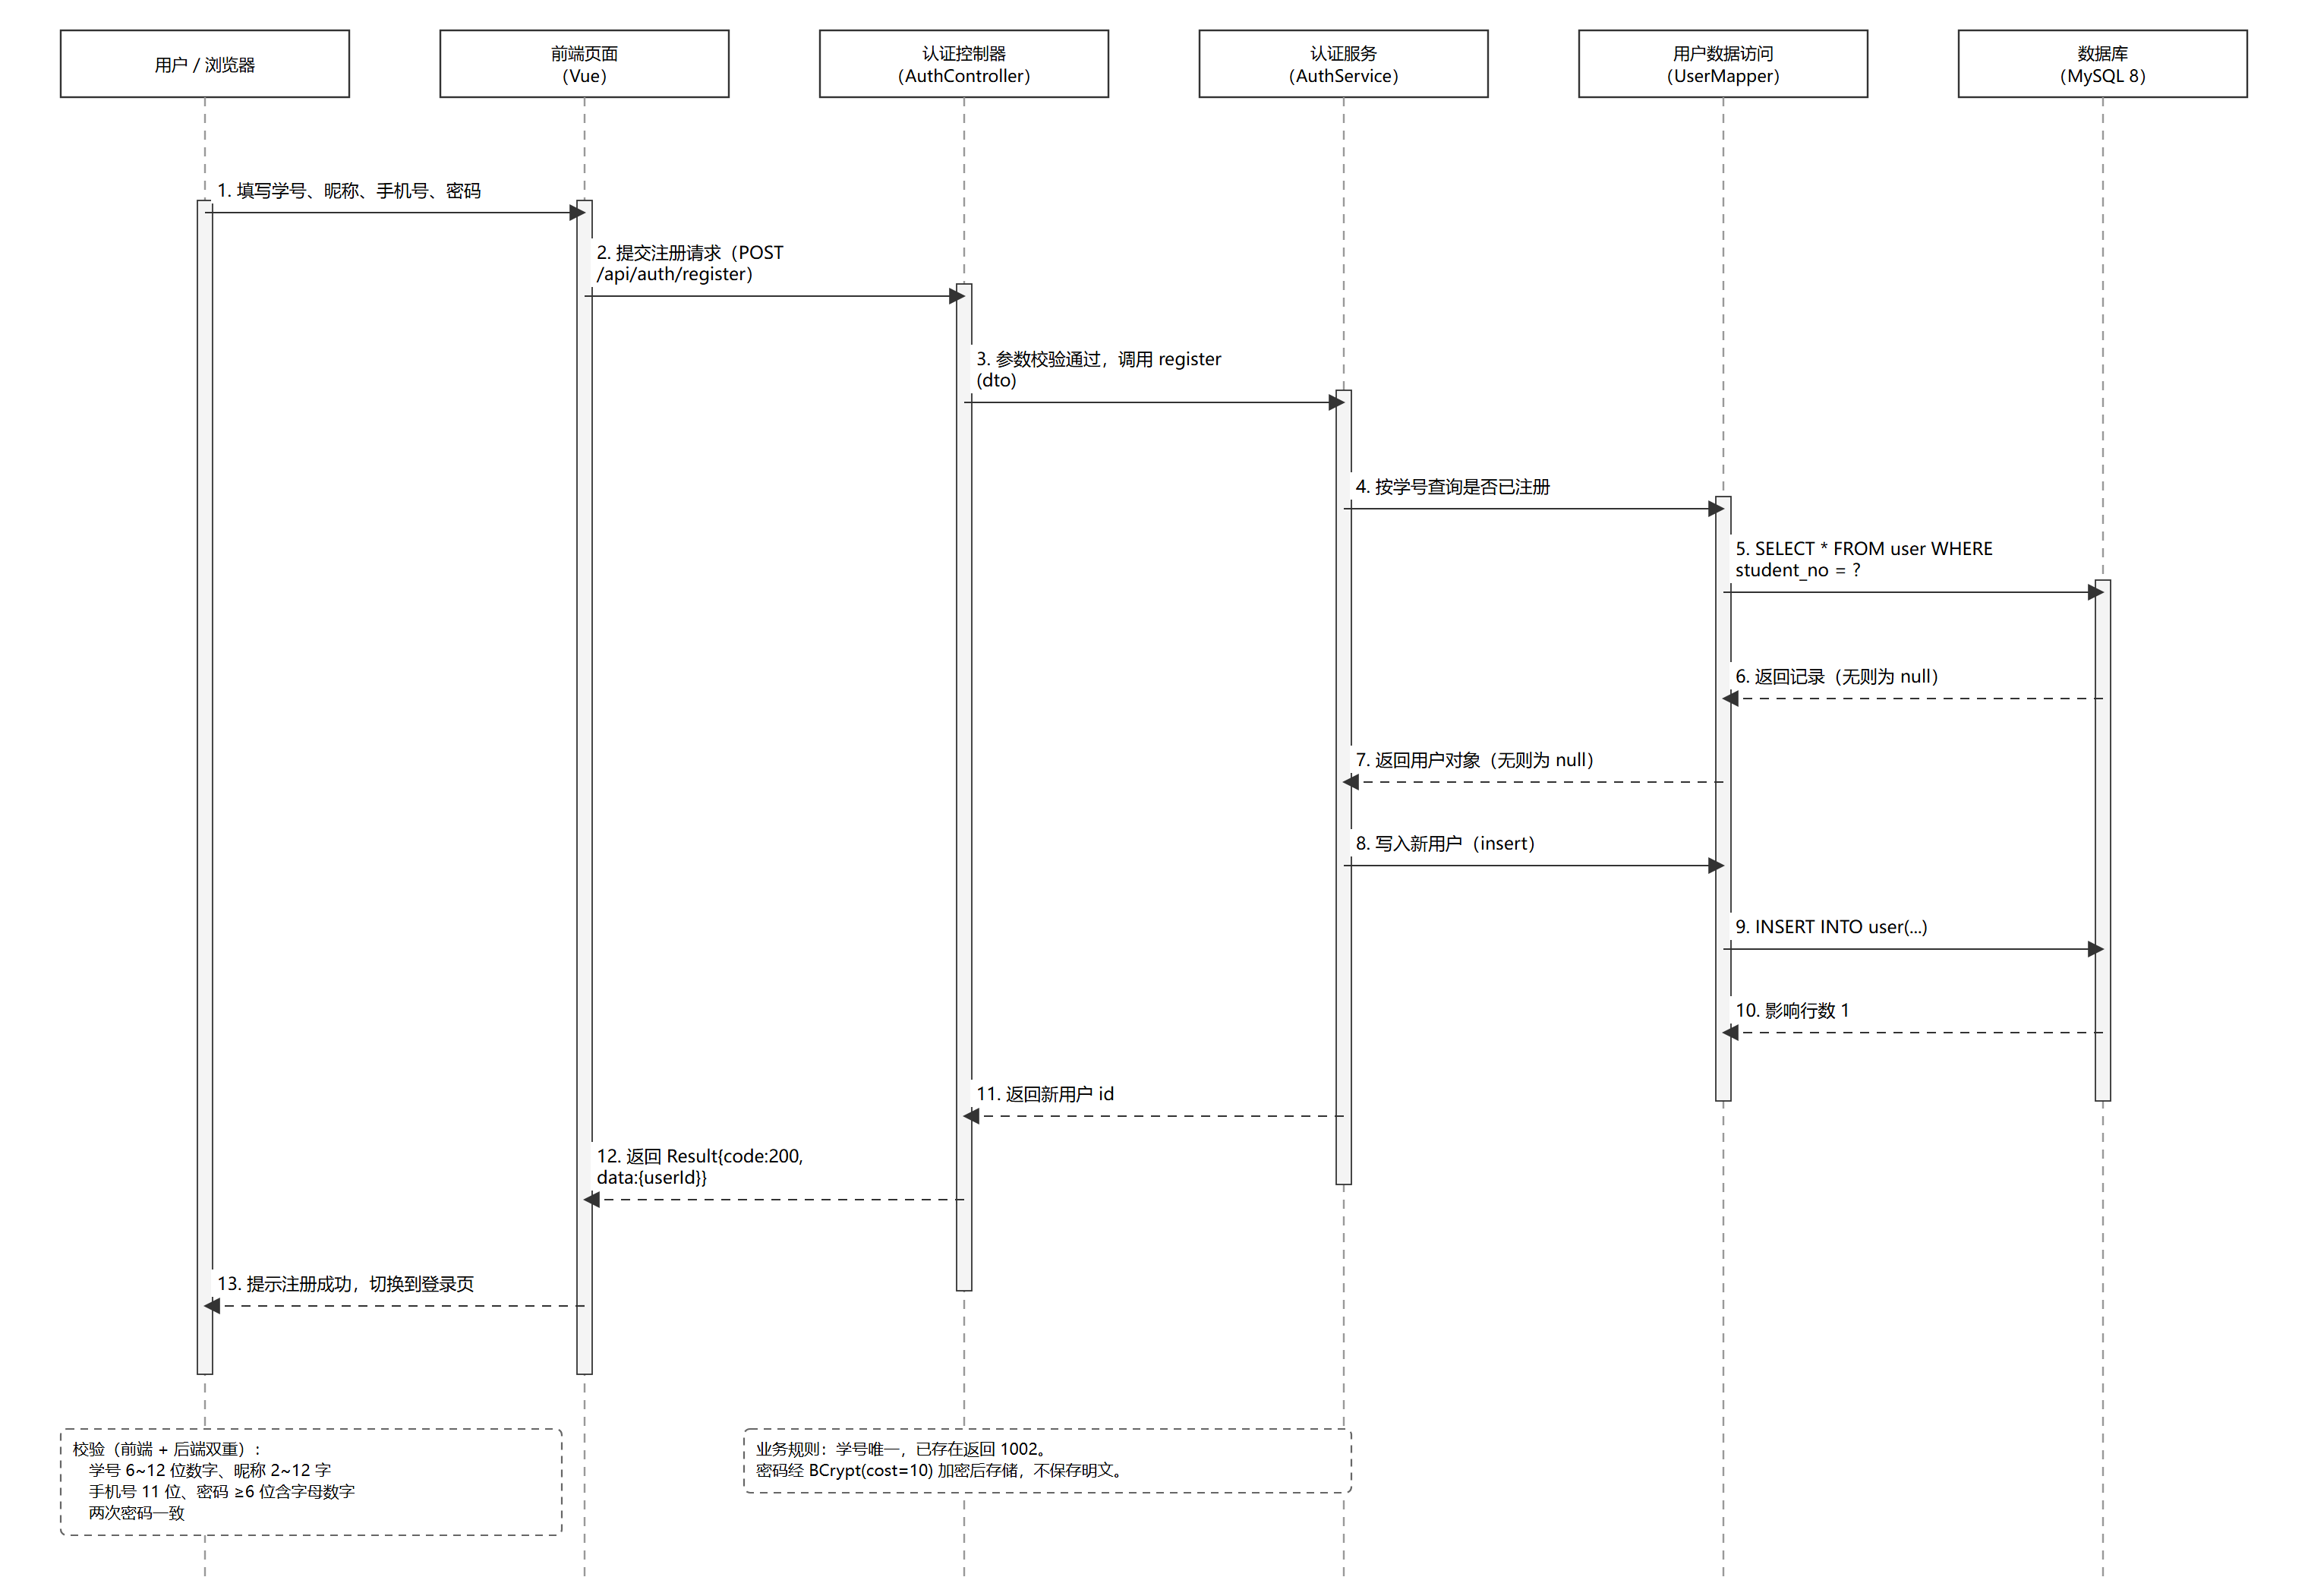 用户 / 浏览器
前端页面
（Vue）
认证控制器
（AuthController）
认证服务
（AuthService）
用户数据访问
（UserMapper）
数据库
（MySQL 8）
1. 填写学号、昵称、手机号、密码
2. 提交注册请求（POST
/api/auth/register）
3. 参数校验通过，调用 register
(dto)
4. 按学号查询是否已注册
5. SELECT * FROM user WHERE
student_no = ?
6. 返回记录（无则为 null）
7. 返回用户对象（无则为 null）
8. 写入新用户（insert）
9. INSERT INTO user(...)
10. 影响行数 1
11. 返回新用户 id
12. 返回 Result{code:200,
data:{userId}}
13. 提示注册成功，切换到登录页
校验（前端 + 后端双重）:
学号 6~12 位数字、昵称 2~12 字
手机号 11 位、密码 ≥6 位含字母数字
两次密码一致
业务规则：学号唯一，已存在返回 1002。
密码经 BCrypt(cost=10) 加密后存储，不保存明文。